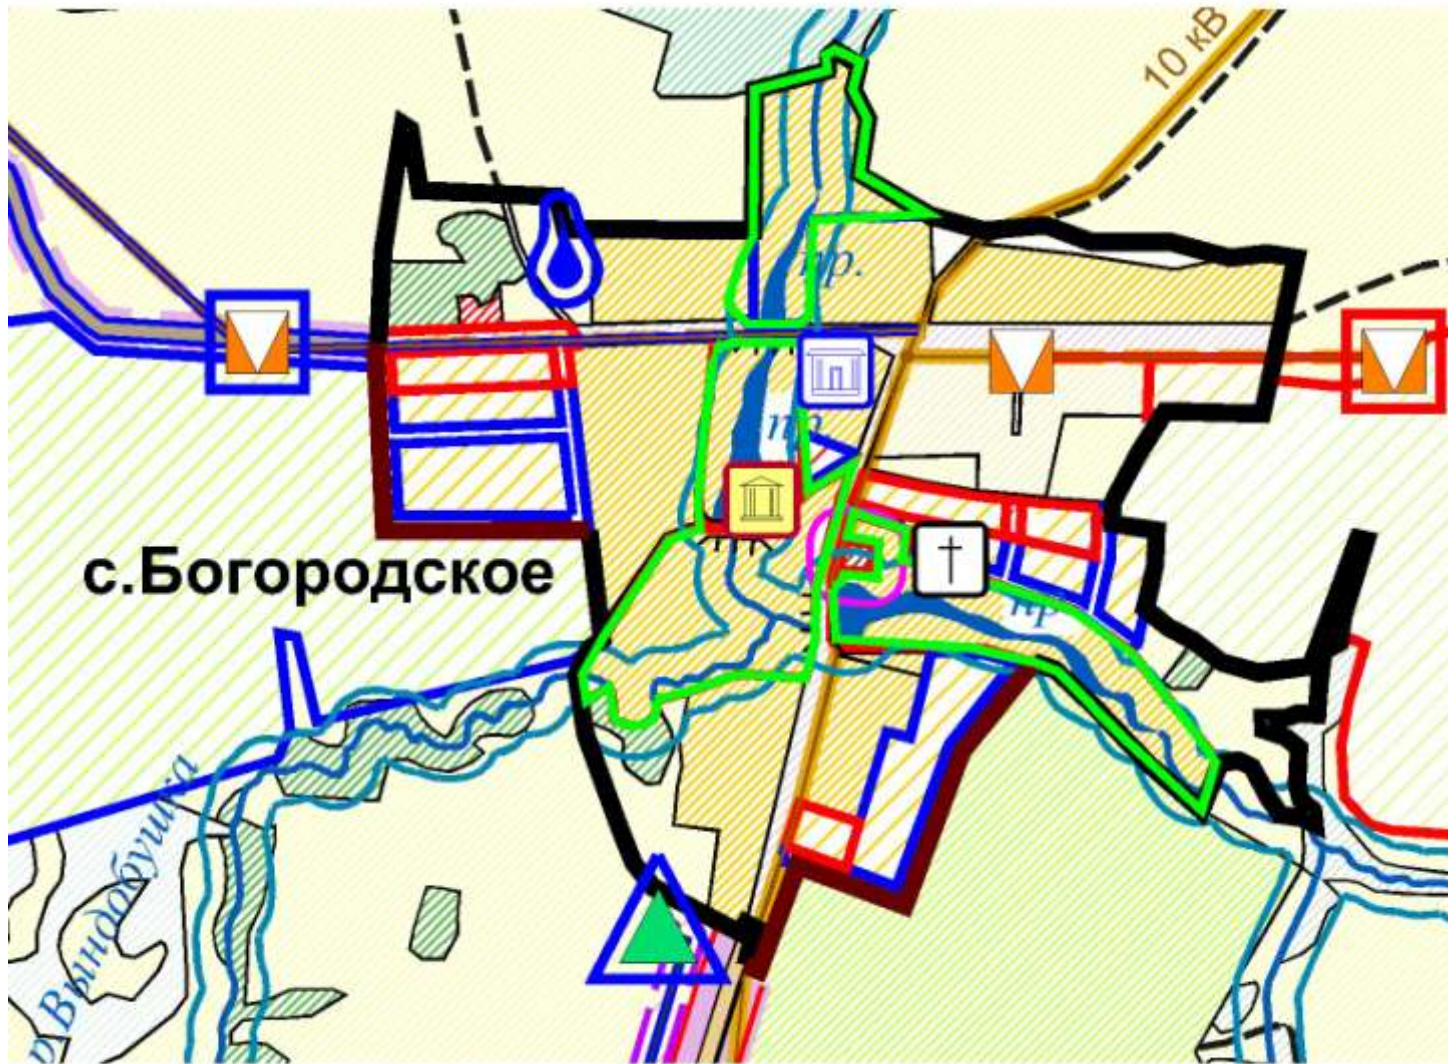 10 кВ
пр.
пр
с.Богородское
пр
р Вындобушка